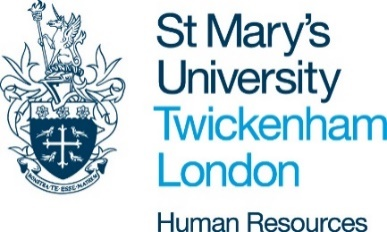 St Mary's
University
Twickenham
London
Human Resources